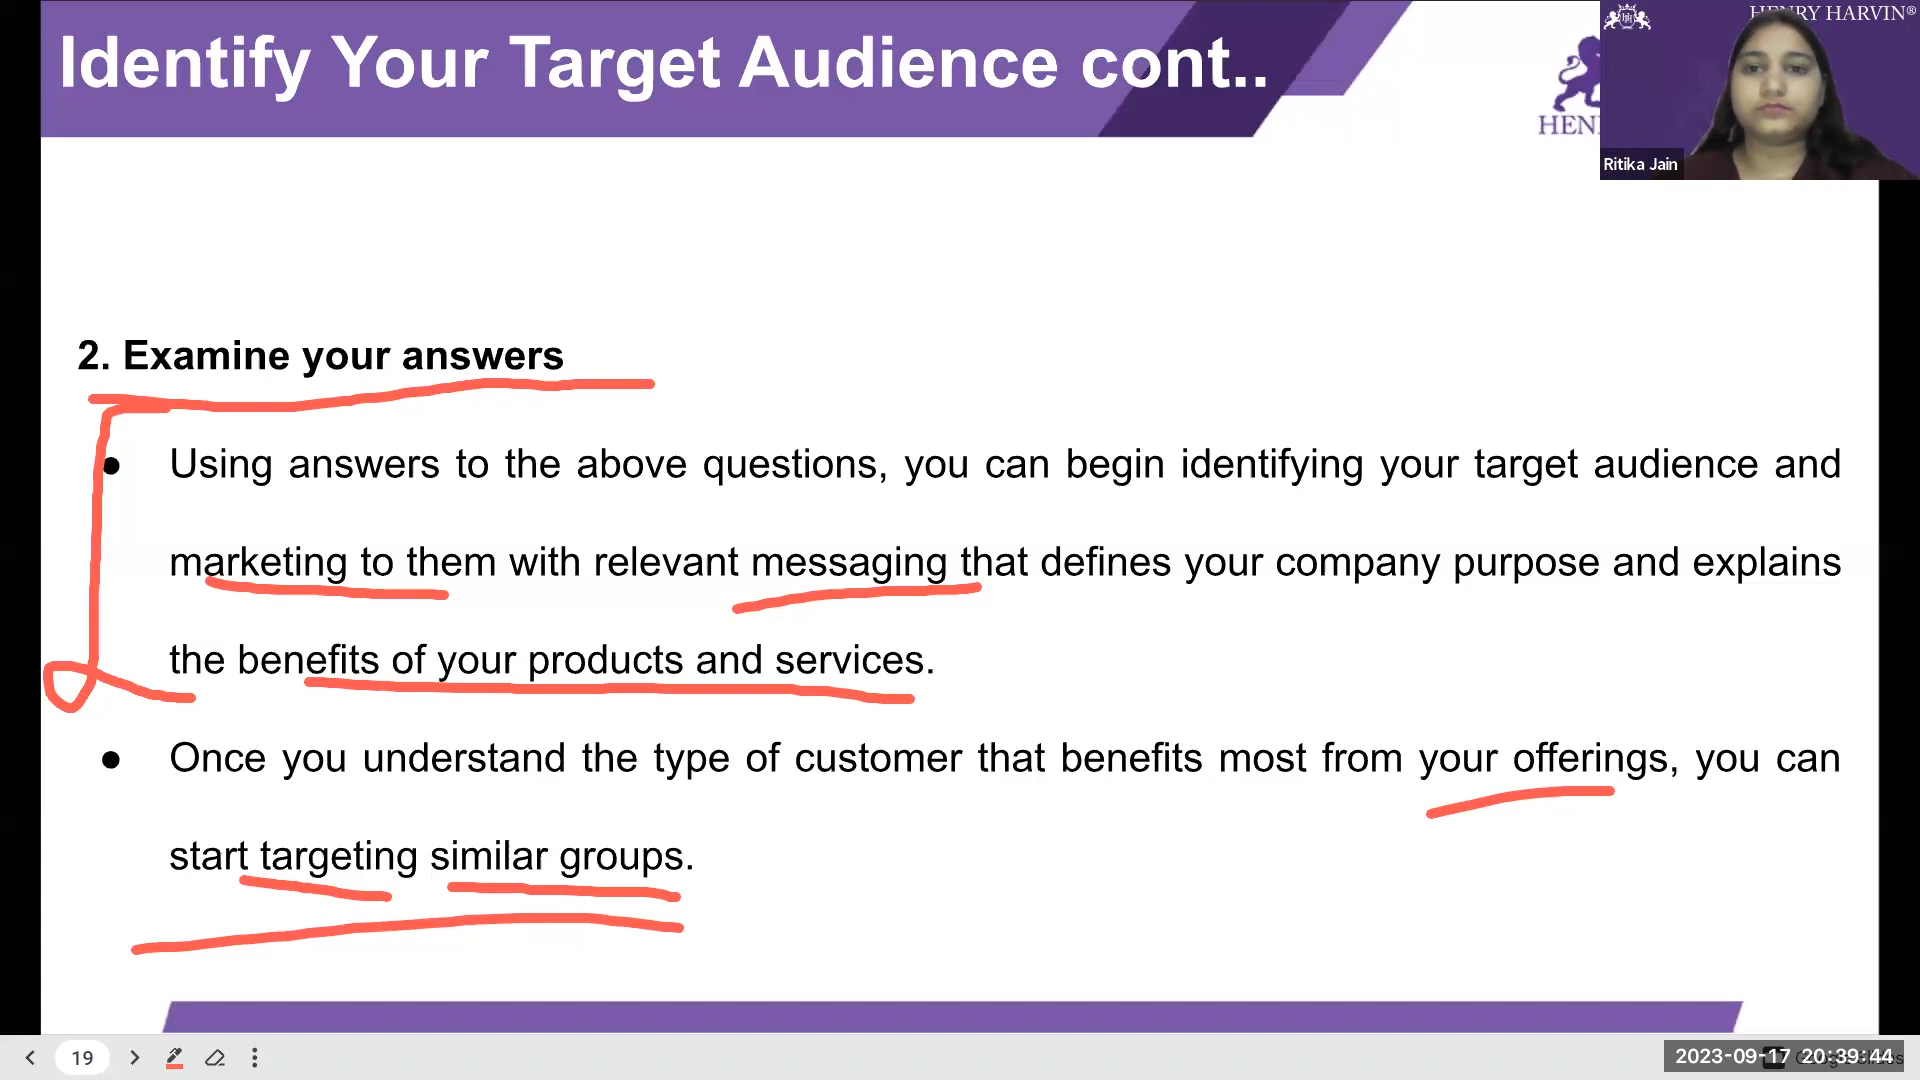 Identify Your Target Audience cont..
HENRY HARVIN®
HEN
Ritika Jain
2. Examine your answers
● Using answers to the above questions, you can begin identifying your target audience and
marketing to them with relevant messaging that defines your company purpose and explains
the benefits of your products and services.
● Once you understand the type of customer that benefits most from your offerings, you can
start targeting similar groups.
19
2023-09-17 20:39:44